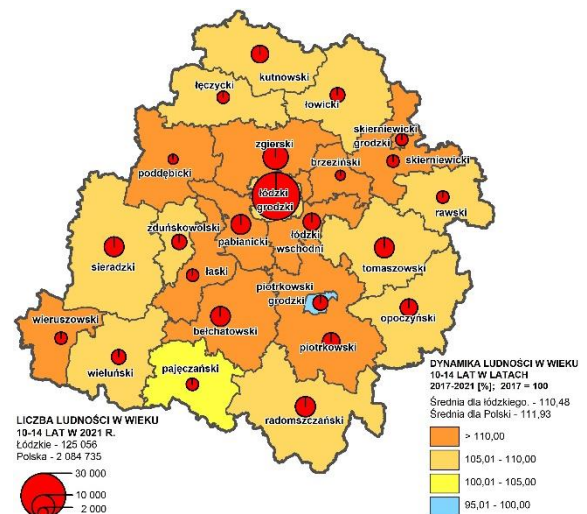 kutnowski
łęczycki
łowicki
skierniewicki
grodzki
zgierski
brzeziński
skierniewicki
poddębicki
łódzki
grodzki
rawski
zduńskowolski
pabianicki
łódzki
wschodni
sieradzki
tomaszowski
łaski
piotrkowski
grodzki
wieruszowski
bełchatowski
opoczyński
piotrkowski
wieluński
pajęczański
radomszczański
LICZBA LUDNOŚCI W WIEKU
10-14 LAT W 2021 R.
Łódzkie - 125 056
Polska - 2 084 735
30 000
10 000
2 000
DYNAMIKA LUDNOŚCI W WIEKU
10-14 LAT W LATACH
2017-2021 [%]; 2017 = 100
Średnia dla łódzkiego. - 110,48
Średnia dla Polski - 111,93
> 110,00
105,01 - 110,00
100,01 - 105,00
95,01 - 100,00